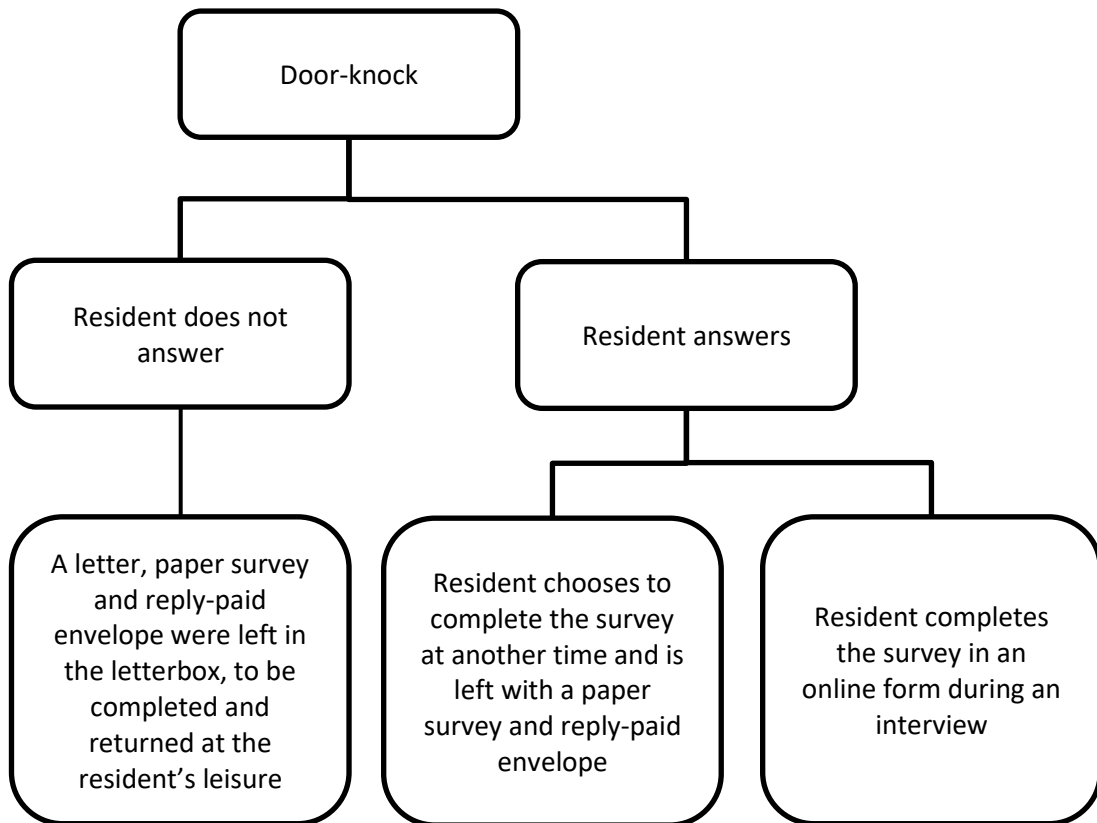 Door-knock
Resident does not
answer
Resident answers
A letter, paper survey
and reply-paid
envelope were left in
the letterbox, to be
completed and
returned at the
resident’s leisure
Resident chooses to
complete the survey
at another time and is
left with a paper
survey and reply-paid
envelope
Resident completes
the survey in an
online form during an
interview